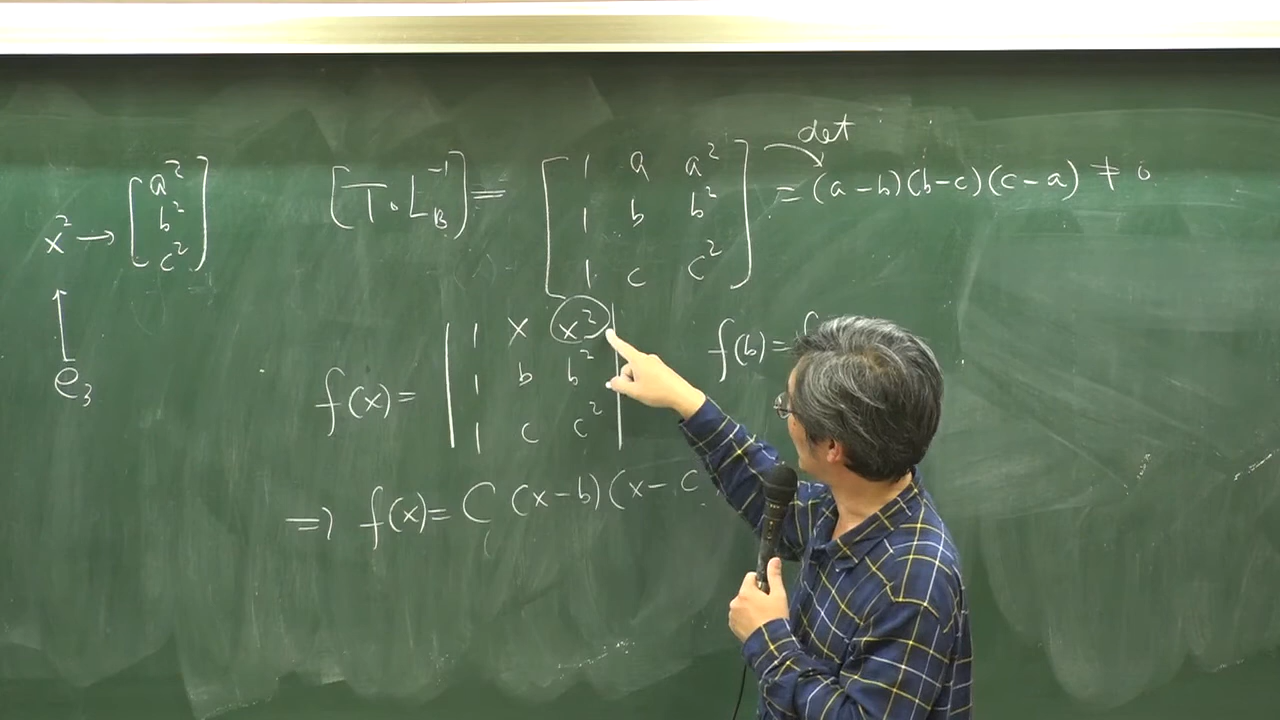 x² → [a² b² c²]
↑
e₃
[T∘L_B⁻¹] = [1 a a²
1 b b²
1 c c²]
det
= (a-b)(b-c)(c-a) ≠ 0
f(x) = |1 x x²
1 b b²
1 c c²|
f(b)=
⇒ f(x) = C (x-b)(x-c